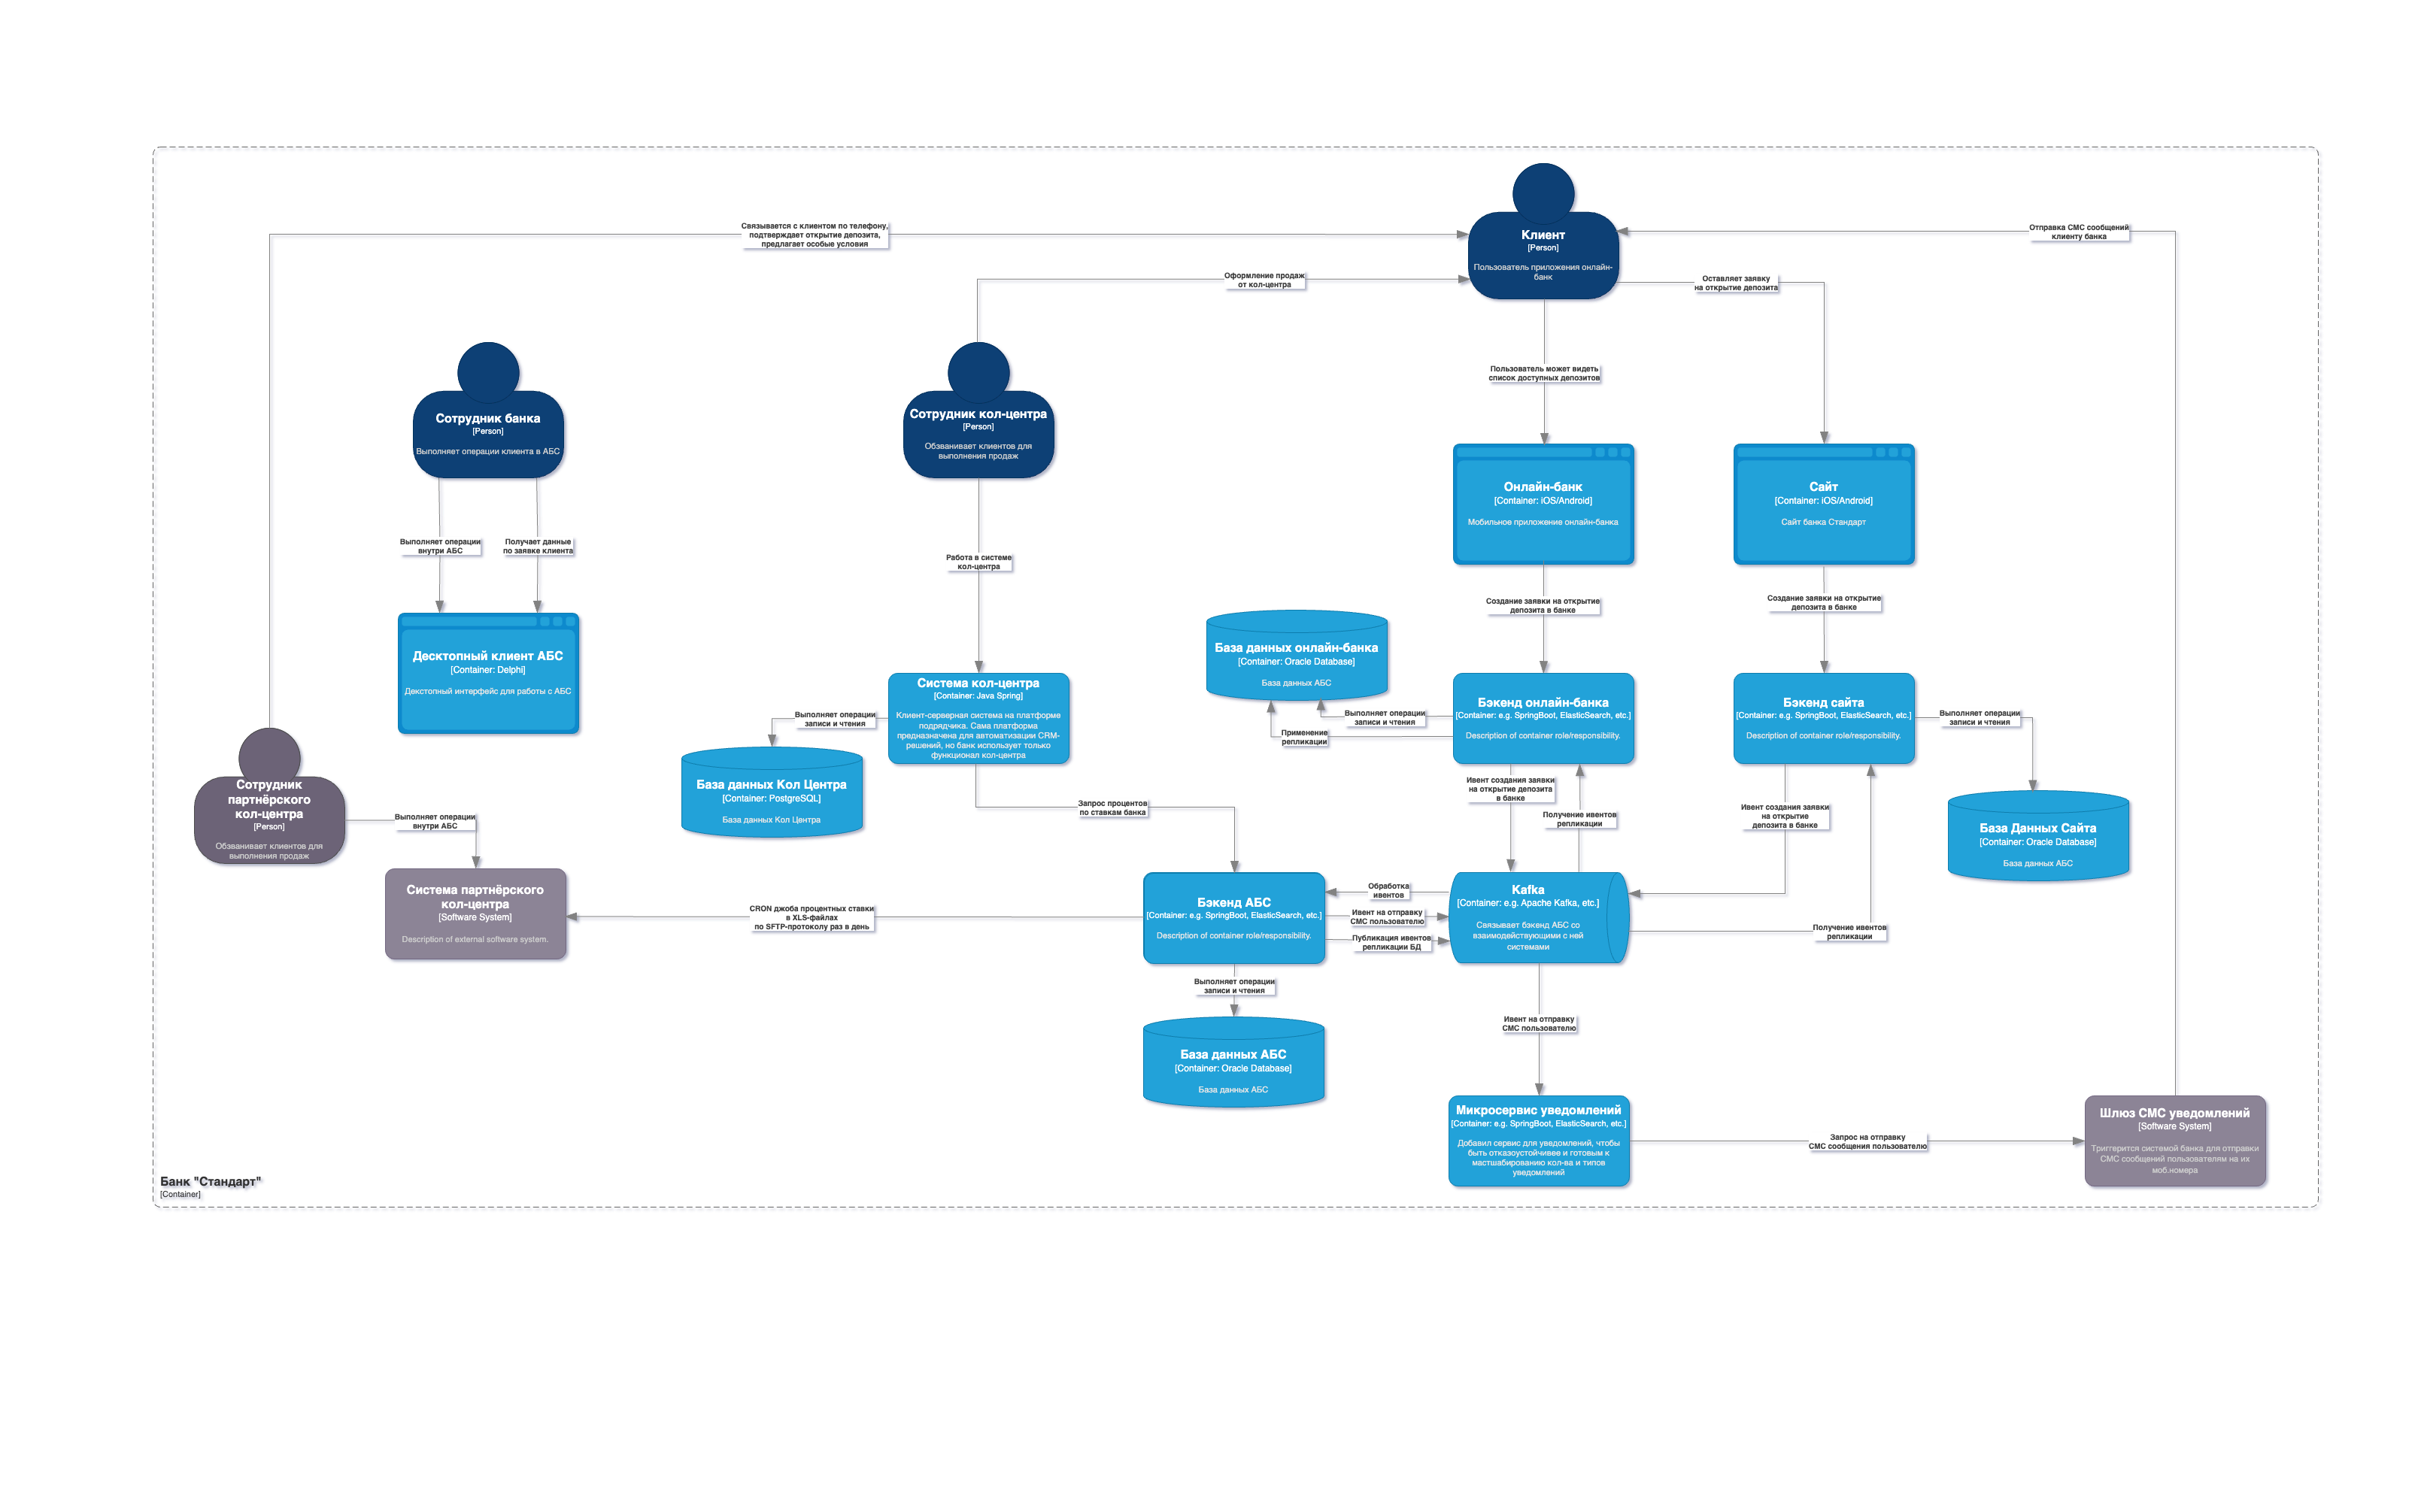 Связывается с клиентом по телефону,
подтверждает открытие депозита,
предлагает особые условия
Клиент
[Person]
Пользователь приложения онлайн-
банк
Отправка СМС сообщений
клиенту банка
Оформление продаж
от кол-центра
Оставляет заявку
на открытие депозита
Пользователь может видеть
список доступных депозитов
Сотрудник банка
[Person]
Выполняет операции клиента в АБС
Сотрудник кол-центра
[Person]
Обзванивает клиентов для
выполнения продаж
Онлайн-банк
[Container: iOS/Android]
Мобильное приложение онлайн-банка
Сайт
[Container: iOS/Android]
Сайт банка Стандарт
Выполняет операции
внутри АБС
Получает данные
по заявке клиента
Работа в системе
кол-центра
Создание заявки на открытие
депозита в банке
Создание заявки на открытие
депозита в банке
Десктопный клиент АБС
[Container: Delphi]
Декстопный интерфейс для работы с АБС
База данных онлайн-банка
[Container: Oracle Database]
База данных АБС
Система кол-центра
[Container: Java Spring]
Клиент-серверная система на платформе
подрядчика. Сама платформа
предназначена для автоматизации CRM-
решений, но банк использует только
функционал кол-центра
Бэкенд онлайн-банка
[Container: e.g. SpringBoot, ElasticSearch, etc.]
Description of container role/responsibility.
Бэкенд сайта
[Container: e.g. SpringBoot, ElasticSearch, etc.]
Description of container role/responsibility.
Выполняет операции
записи и чтения
Выполняет операции
записи и чтения
Применение
репликации
Выполняет операции
записи и чтения
База данных Кол Центра
[Container: PostgreSQL]
База данных Кол Центра
Сотрудник
партнёрского
кол-центра
[Person]
Обзванивает клиентов для
выполнения продаж
Выполняет операции
внутри АБС
Запрос процентов
по ставкам банка
Ивент создания заявки
на открытие депозита
в банке
Получение ивентов
репликации
Ивент создания заявки
на открытие
депозита в банке
База Данных Сайта
[Container: Oracle Database]
База данных АБС
Система партнёрского
кол-центра
[Software System]
Description of external software system.
CRON джоба процентных ставки
в XLS-файлах
по SFTP-протоколу раз в день
Бэкенд АБС
[Container: e.g. SpringBoot, ElasticSearch, etc.]
Description of container role/responsibility.
Обработка
ивентов
Ивент на отправку
СМС пользователю
Публикация ивентов
репликации БД
Kafka
[Container: e.g. Apache Kafka, etc.]
Связывает бэкенд АБС со
взаимодействующими с ней
системами
Получение ивентов
репликации
Выполняет операции
записи и чтения
Ивент на отправку
СМС пользователю
База данных АБС
[Container: Oracle Database]
База данных АБС
Микросервис уведомлений
[Container: e.g. SpringBoot, ElasticSearch, etc.]
Добавил сервис для уведомлений, чтобы
быть отказоустойчивее и готовым к
мастшабированию кол-ва и типов
уведомлений
Запрос на отправку
СМС сообщения пользователю
Шлюз СМС уведомлений
[Software System]
Триггерится системой банка для отправки
СМС сообщений пользователям на их
моб.номера
Банк "Стандарт"
[Container]